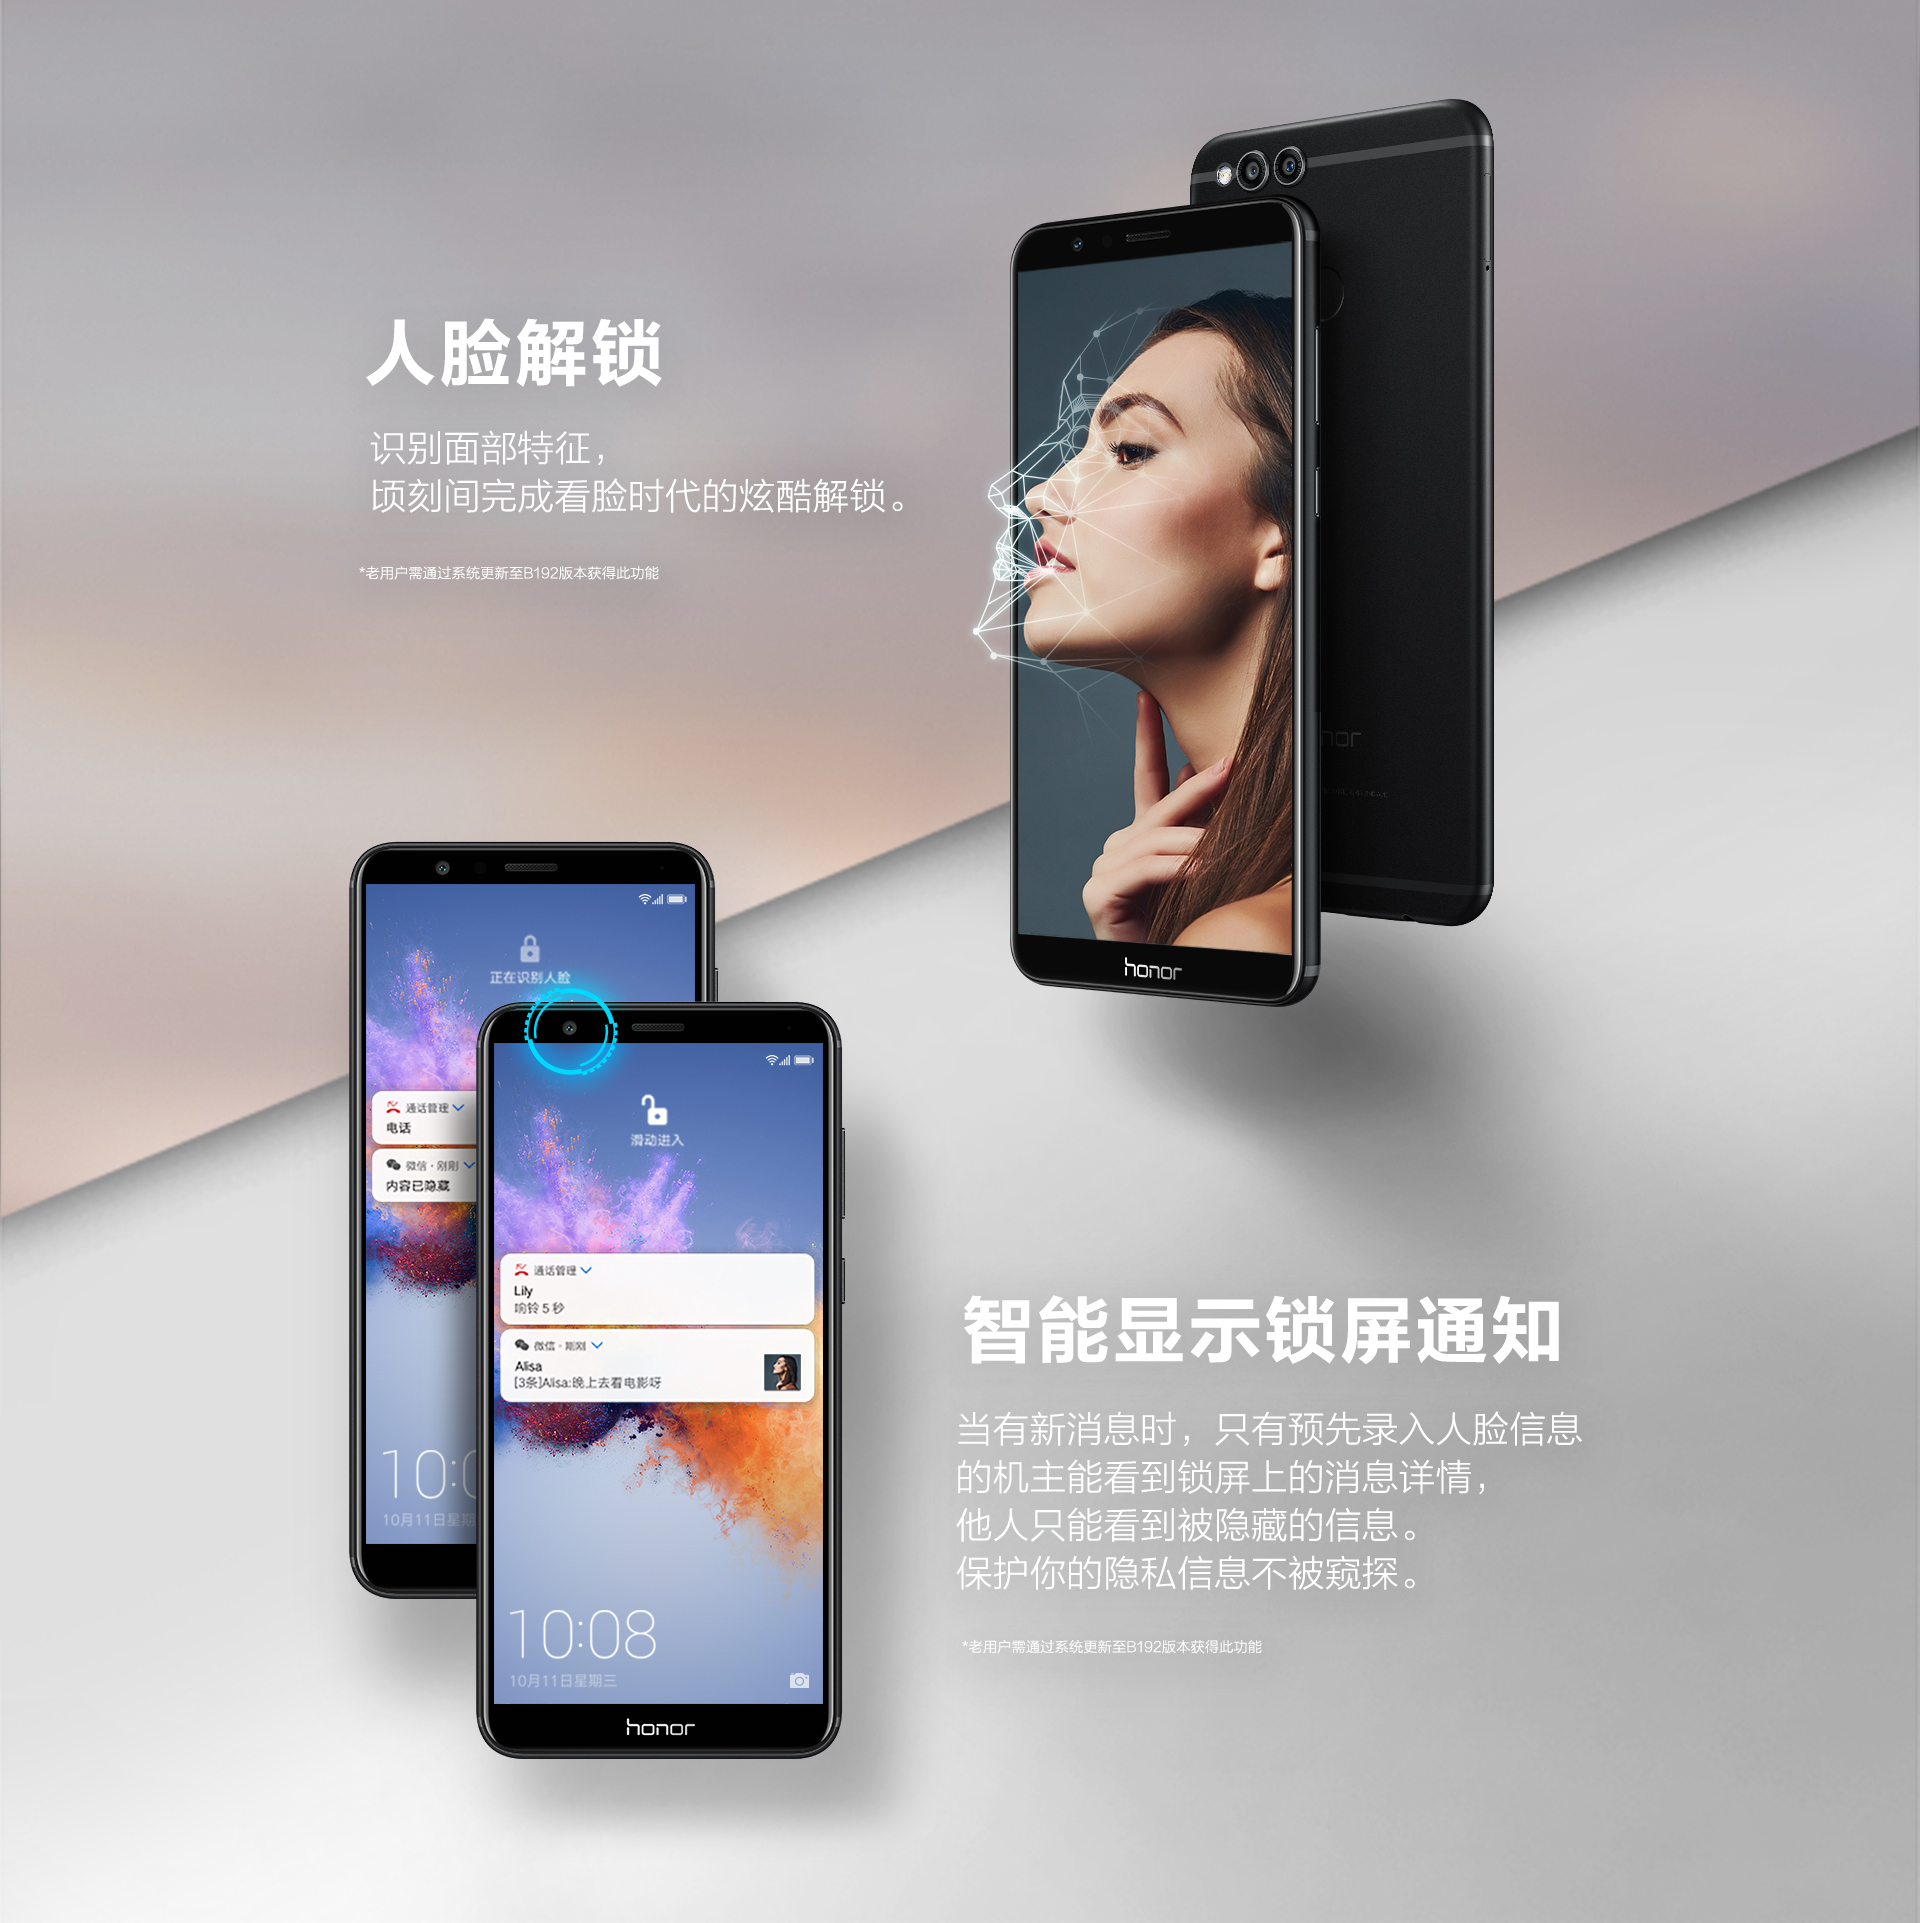 人脸解锁
识别面部特征，
顷刻间完成看脸时代的炫酷解锁。
*老用户需通过系统更新至B192版本获得此功能
nor
honor
正在识别人脸
通话管理
电话
微信·刚刚
内容已隐藏
10:0
10月11日星期
滑动进入
通话管理
Lily
响铃 5 秒
微信·刚刚
Alisa
[3条]Alisa:晚上去看电影呀
10:08
10月11日星期三
honor
智能显示锁屏通知
当有新消息时，只有预先录入人脸信息
的机主能看到锁屏上的消息详情，
他人只能看到被隐藏的信息。
保护你的隐私信息不被窥探。
*老用户需通过系统更新至B192版本获得此功能